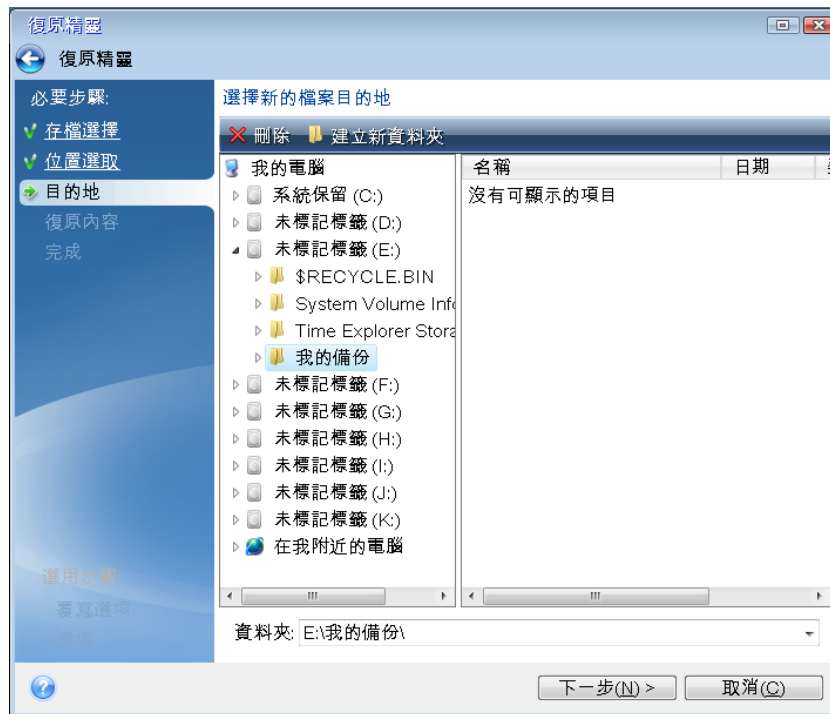 復原精靈
復原精靈
必要步驟:
存檔選擇
位置選取
目的地
復原內容
完成
選用步驟:
覆寫選項
選項
選擇新的檔案目的地
刪除 建立新資料夾
我的電腦
系統保留 (C:)
未標記標籤 (D:)
未標記標籤 (E:)
$RECYCLE.BIN
System Volume Info
Time Explorer Stora
我的備份
未標記標籤 (F:)
未標記標籤 (G:)
未標記標籤 (H:)
未標記標籤 (I:)
未標記標籤 (J:)
未標記標籤 (K:)
在我附近的電腦
名稱 日期
沒有可顯示的項目
資料夾: E:\我的備份\
下一步(N) > 取消(C)